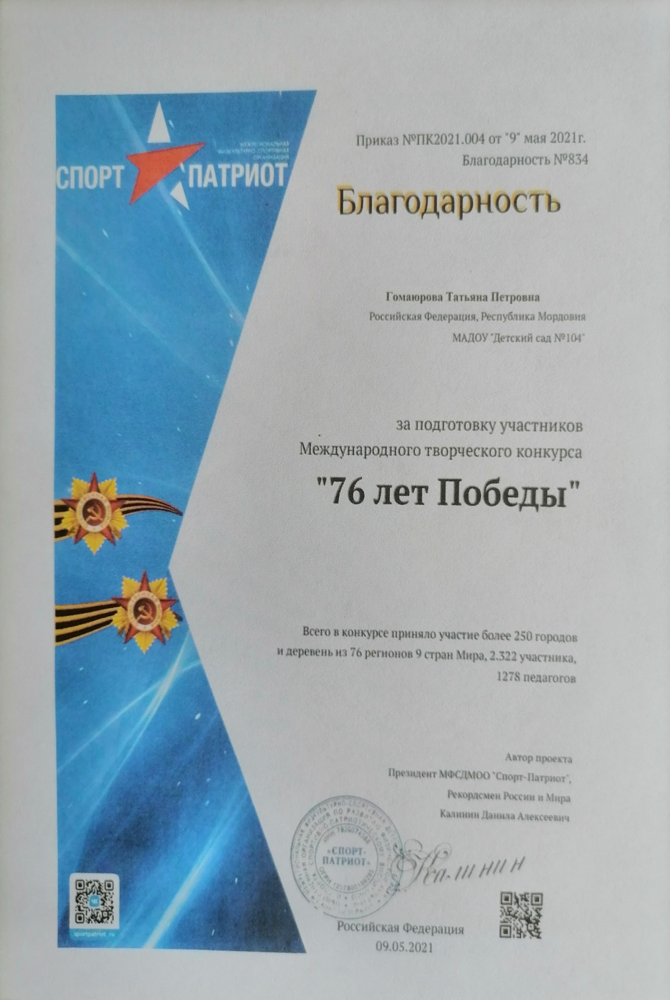 МЕЖРЕГИОНАЛЬНАЯ
ФИЗКУЛЬТУРНО-СПОРТИВНАЯ
ОРГАНИЗАЦИЯ
СПОРТ ПАТРИОТ
Приказ №ПК2021.004 от "9" мая 2021г.
Благодарность №834
Благодарность
Гомаюрова Татьяна Петровна
Российская Федерация, Республика Мордовия
МАДОУ "Детский сад №104"
за подготовку участников
Международного творческого конкурса
"76 лет Победы"
Всего в конкурсе приняло участие более 250 городов
и деревень из 76 регионов 9 стран Мира, 2.322 участника,
1278 педагогов
Автор проекта
Президент МФСДМОО "Спорт-Патриот",
Рекордсмен России и Мира
Калинин Данила Алексеевич
«СПОРТ-
ПАТРИОТ»
Калинин
sportpatriot.ru
Российская Федерация
09.05.2021